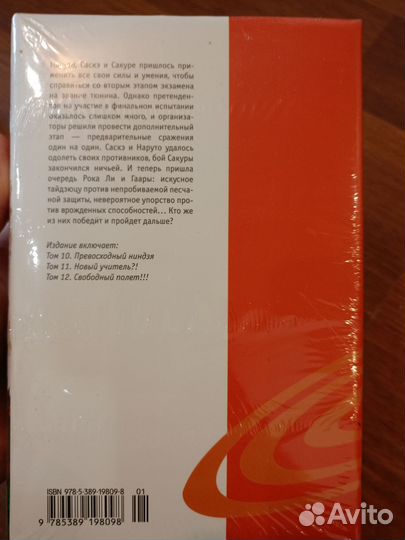 Наруто, Саскэ и Сакуре пришлось при-
менить все свои силы и умения, чтобы
справиться со вторым этапом экзамена
на звание тюнина. Однако претенден-
тов на участие в финальном испытании
оказалось слишком много, и организа-
торы решили провести дополнительный
этап — предварительные сражения
один на один. Саскэ и Наруто удалось
одолеть своих противников, бой Сакуры
закончился ничьей. И теперь пришла
очередь Рока Ли и Гаары: искусное
тайдзюцу против непробиваемой песча-
ной защиты, невероятное упорство про-
тив врожденных способностей... Кто же
из них победит и пройдет дальше?
Издание включает:
Том 10. Превосходный ниндзя
Том 11. Новый учитель?!
Том 12. Свободный полет!!!
ISBN 978-5-389-19809-8
01
9 785389 198098
Avito